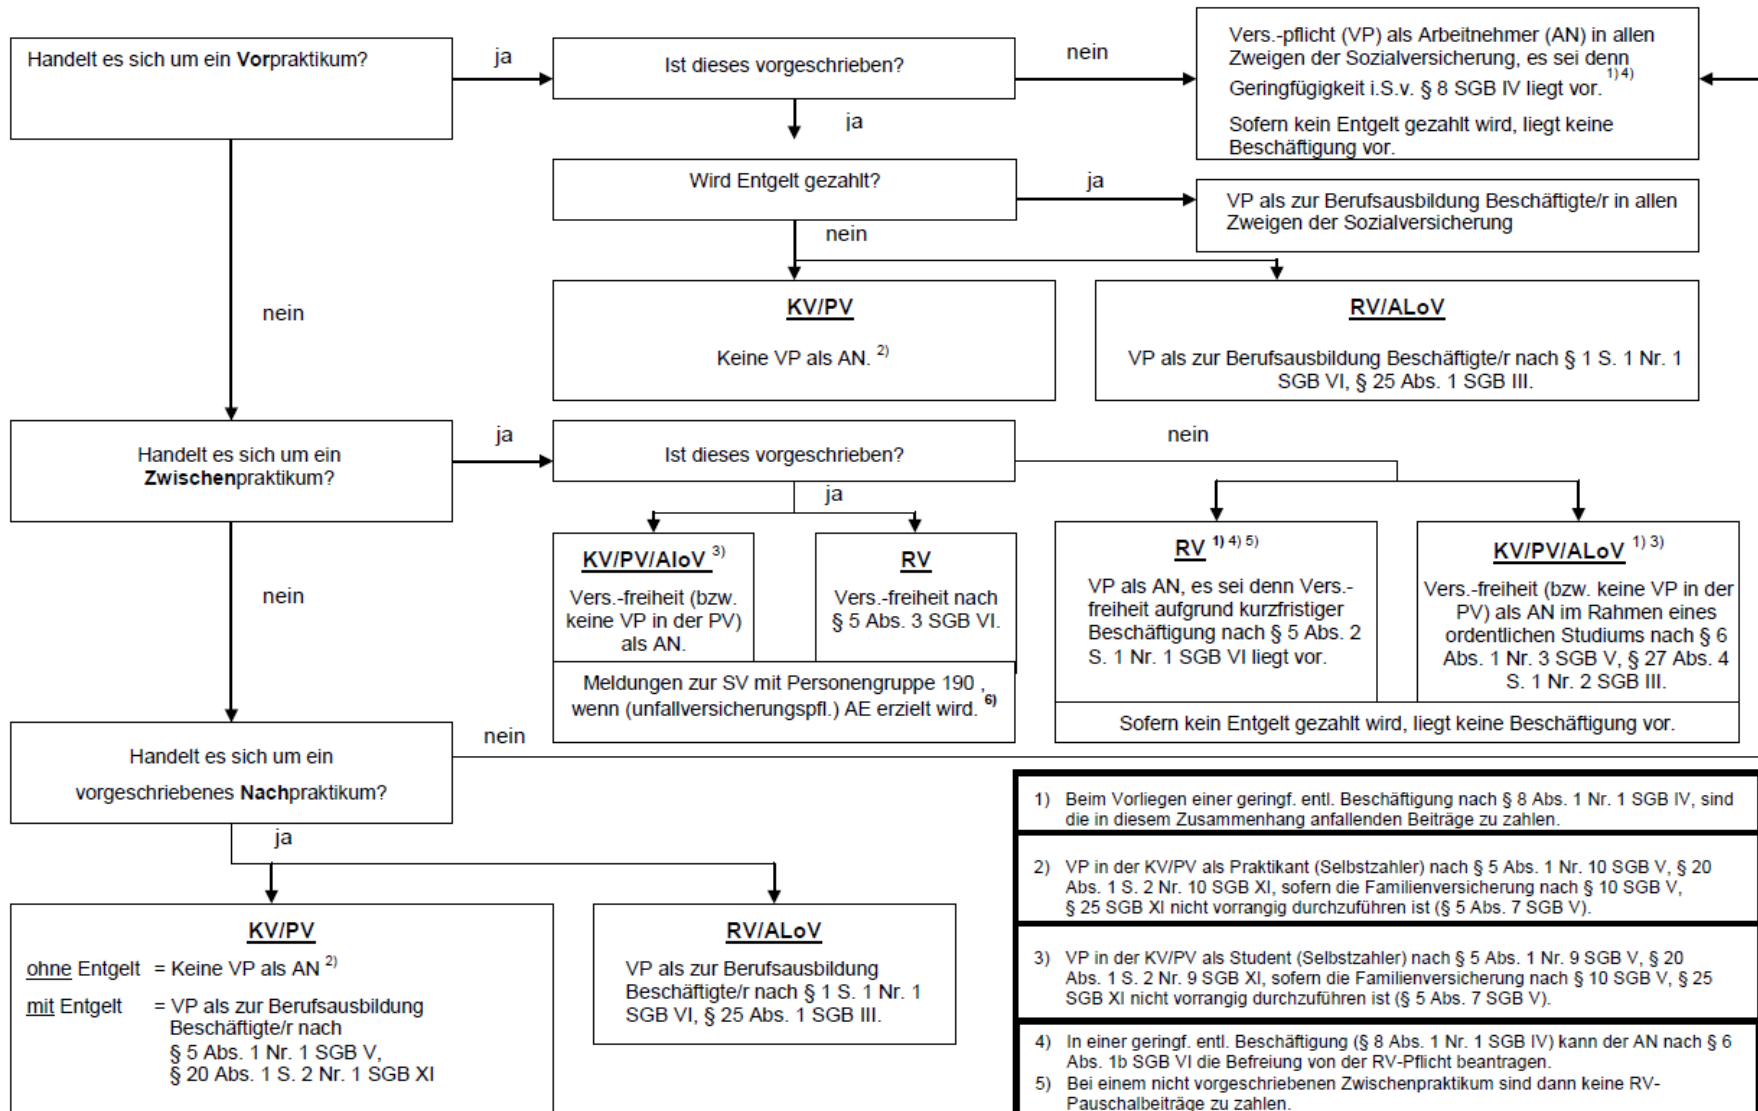 Handelt es sich um ein Vorpraktikum?
ja
Ist dieses vorgeschrieben?
nein
Vers.-pflicht (VP) als Arbeitnehmer (AN) in allen
Zweigen der Sozialversicherung, es sei denn
Geringfügigkeit i.S.v. § 8 SGB IV liegt vor. 1) 4)
Sofern kein Entgelt gezahlt wird, liegt keine
Beschäftigung vor.
ja
Wird Entgelt gezahlt?
ja
VP als zur Berufsausbildung Beschäftigte/r in allen
Zweigen der Sozialversicherung
nein
nein
KV/PV
Keine VP als AN. 2)
RV/ALoV
VP als zur Berufsausbildung Beschäftigte/r nach § 1 S. 1 Nr. 1
SGB VI, § 25 Abs. 1 SGB III.
Handelt es sich um ein
Zwischenpraktikum?
ja
Ist dieses vorgeschrieben?
nein
ja
nein
KV/PV/AloV 3)
Vers.-freiheit (bzw.
keine VP in der PV)
als AN.
RV
Vers.-freiheit nach
§ 5 Abs. 3 SGB VI.
Meldungen zur SV mit Personengruppe 190 ,
wenn (unfallversicherungspfl.) AE erzielt wird. 6)
RV 1) 4) 5)
VP als AN, es sei denn Vers.-
freiheit aufgrund kurzfristiger
Beschäftigung nach § 5 Abs. 2
S. 1 Nr. 1 SGB VI liegt vor.
KV/PV/ALoV 1) 3)
Vers.-freiheit (bzw. keine VP in der
PV) als AN im Rahmen eines
ordentlichen Studiums nach § 6
Abs. 1 Nr. 3 SGB V, § 27 Abs. 4
S. 1 Nr. 2 SGB III.
Sofern kein Entgelt gezahlt wird, liegt keine Beschäftigung vor.
Handelt es sich um ein
vorgeschriebenes Nachpraktikum?
nein
ja
KV/PV
ohne Entgelt = Keine VP als AN 2)
mit Entgelt = VP als zur Berufsausbildung
Beschäftigte/r nach
§ 5 Abs. 1 Nr. 1 SGB V,
§ 20 Abs. 1 S. 2 Nr. 1 SGB XI
RV/ALoV
VP als zur Berufsausbildung
Beschäftigte/r nach § 1 S. 1 Nr. 1
SGB VI, § 25 Abs. 1 SGB III.
1) Beim Vorliegen einer geringf. entl. Beschäftigung nach § 8 Abs. 1 Nr. 1 SGB IV, sind
die in diesem Zusammenhang anfallenden Beiträge zu zahlen.
2) VP in der KV/PV als Praktikant (Selbstzahler) nach § 5 Abs. 1 Nr. 10 SGB V, § 20
Abs. 1 S. 2 Nr. 10 SGB XI, sofern die Familienversicherung nach § 10 SGB V,
§ 25 SGB XI nicht vorrangig durchzuführen ist (§ 5 Abs. 7 SGB V).
3) VP in der KV/PV als Student (Selbstzahler) nach § 5 Abs. 1 Nr. 9 SGB V, § 20
Abs. 1 S. 2 Nr. 9 SGB XI, sofern die Familienversicherung nach § 10 SGB V, § 25
SGB XI nicht vorrangig durchzuführen ist (§ 5 Abs. 7 SGB V).
4) In einer geringf. entl. Beschäftigung (§ 8 Abs. 1 Nr. 1 SGB IV) kann der AN nach § 6
Abs. 1b SGB VI die Befreiung von der RV-Pflicht beantragen.
5) Bei einem nicht vorgeschriebenen Zwischenpraktikum sind dann keine RV-
Pauschalbeiträge zu zahlen.